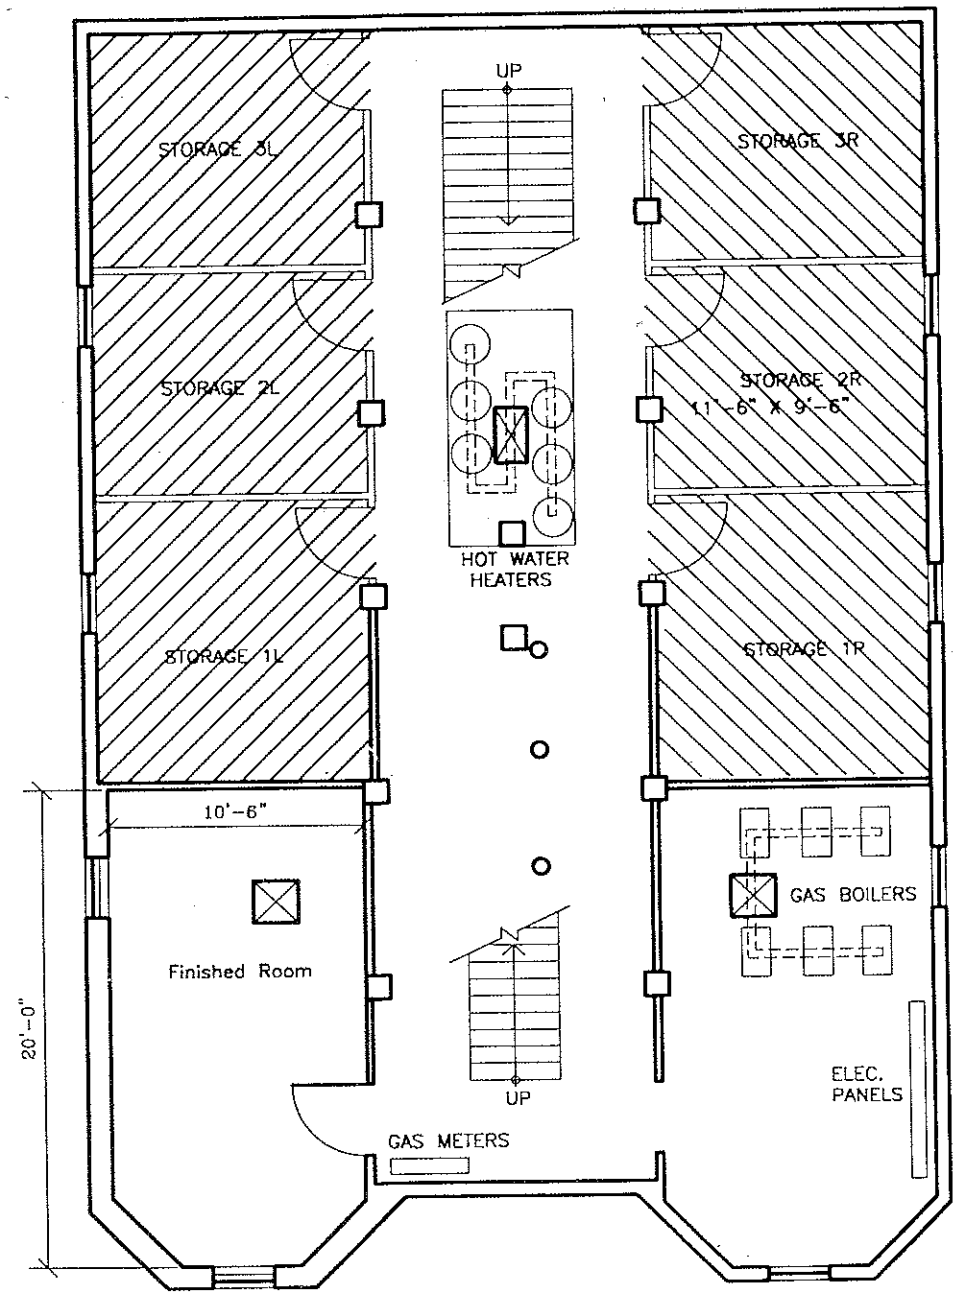 UP
STORAGE 3L
STORAGE 3R
STORAGE 2L
STORAGE 2R
11'-6" X 9'-6"
HOT WATER
HEATERS
STORAGE 1L
STORAGE 1R
10'-6"
GAS BOILERS
Finished Room
20'-0"
ELEC.
PANELS
UP
GAS METERS